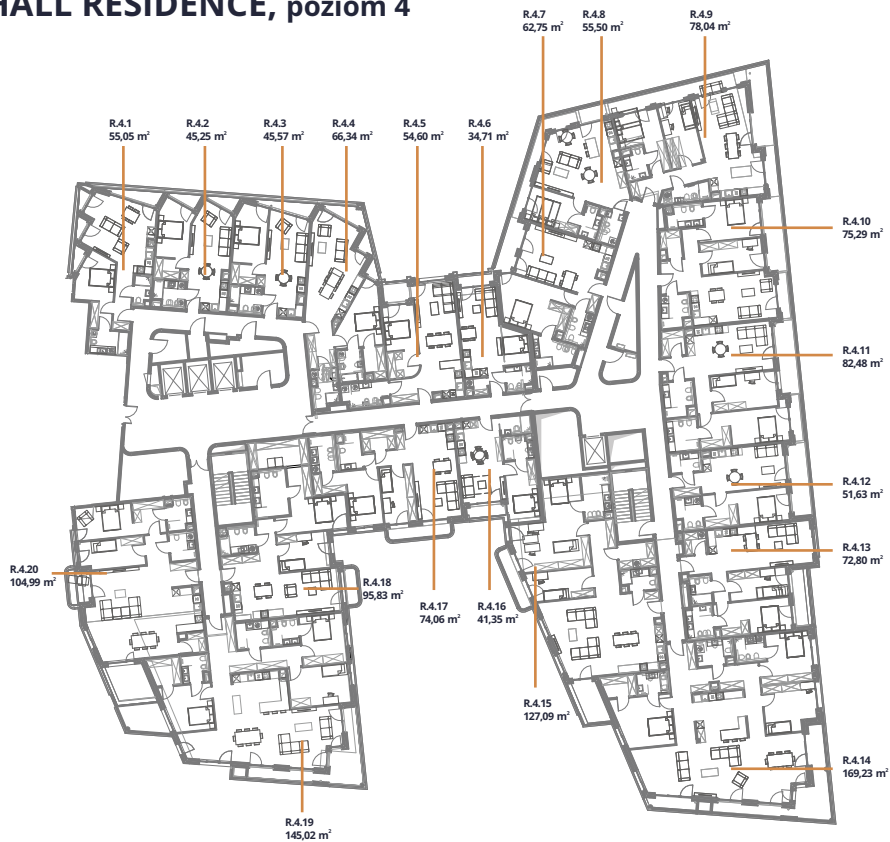 HALL RESIDENCE, poziom 4
R.4.7
62,75 m²
R.4.8
55,50 m²
R.4.9
78,04 m²
R.4.1
55,05 m²
R.4.2
45,25 m²
R.4.3
45,57 m²
R.4.4
66,34 m²
R.4.5
54,60 m²
R.4.6
34,71 m²
R.4.10
75,29 m²
R.4.11
82,48 m²
R.4.12
51,63 m²
R.4.13
72,80 m²
R.4.20
104,99 m²
R.4.18
95,83 m²
R.4.17
74,06 m²
R.4.16
41,35 m²
R.4.15
127,09 m²
R.4.14
169,23 m²
R.4.19
145,02 m²